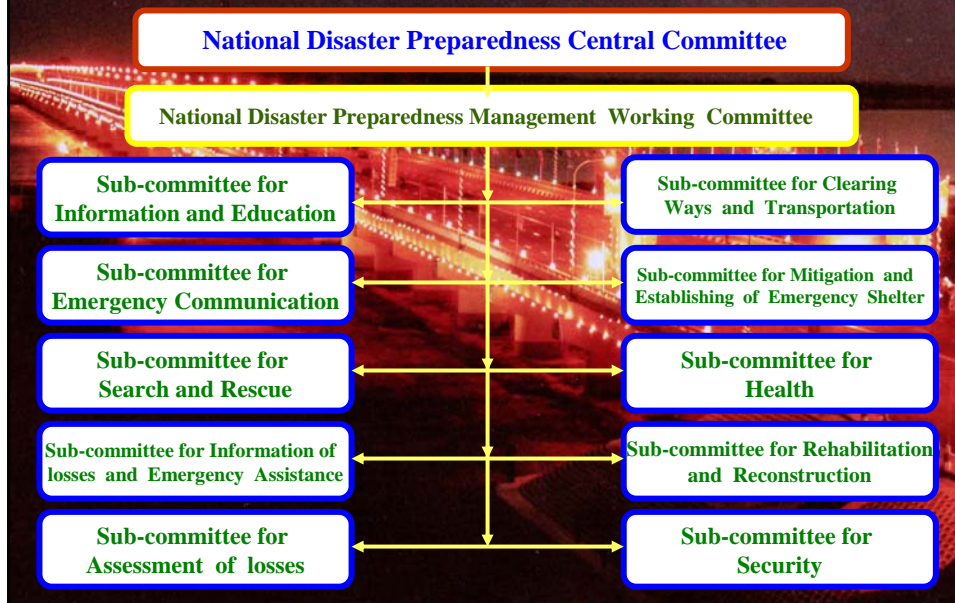 National Disaster Preparedness Central Committee
National Disaster Preparedness Management Working Committee
Sub-committee for
Information and Education
Sub-committee for Clearing
Ways and Transportation
Sub-committee for
Emergency Communication
Sub-committee for Mitigation and
Establishing of Emergency Shelter
Sub-committee for
Search and Rescue
Sub-committee for
Health
Sub-committee for Information of
losses and Emergency Assistance
Sub-committee for Rehabilitation
and Reconstruction
Sub-committee for
Assessment of losses
Sub-committee for
Security